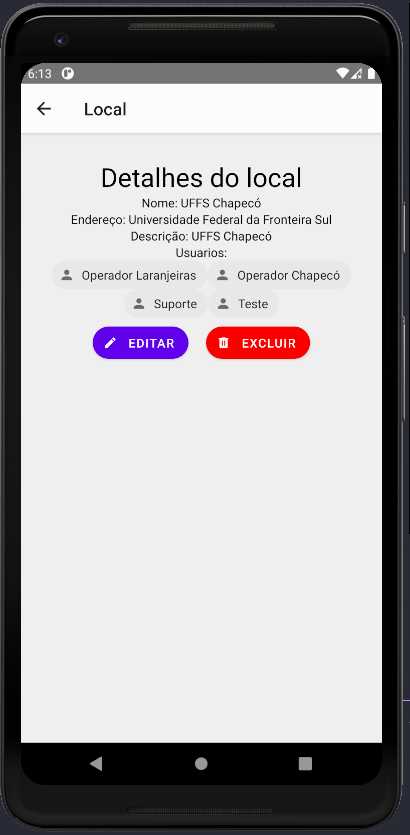 6:13
Local
Detalhes do local
Nome: UFFS Chapecó
Endereço: Universidade Federal da Fronteira Sul
Descrição: UFFS Chapecó
Usuarios:
Operador Laranjeiras Operador Chapecó
Suporte Teste
EDITAR EXCLUIR